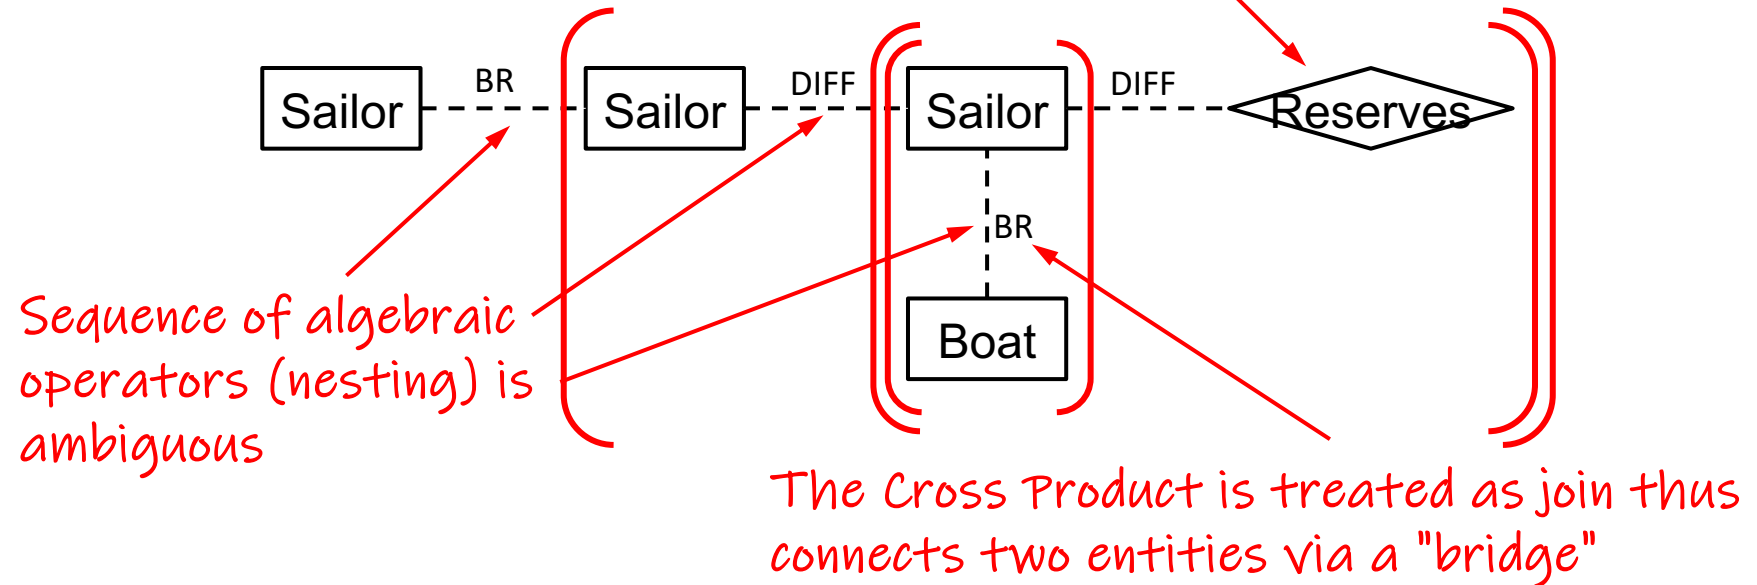 BR DIFF DIFF
Sailor Sailor Sailor Reserves
BR
Boat
Sequence of algebraic
operators (nesting) is
ambiguous
The Cross Product is treated as join thus
connects two entities via a "bridge"